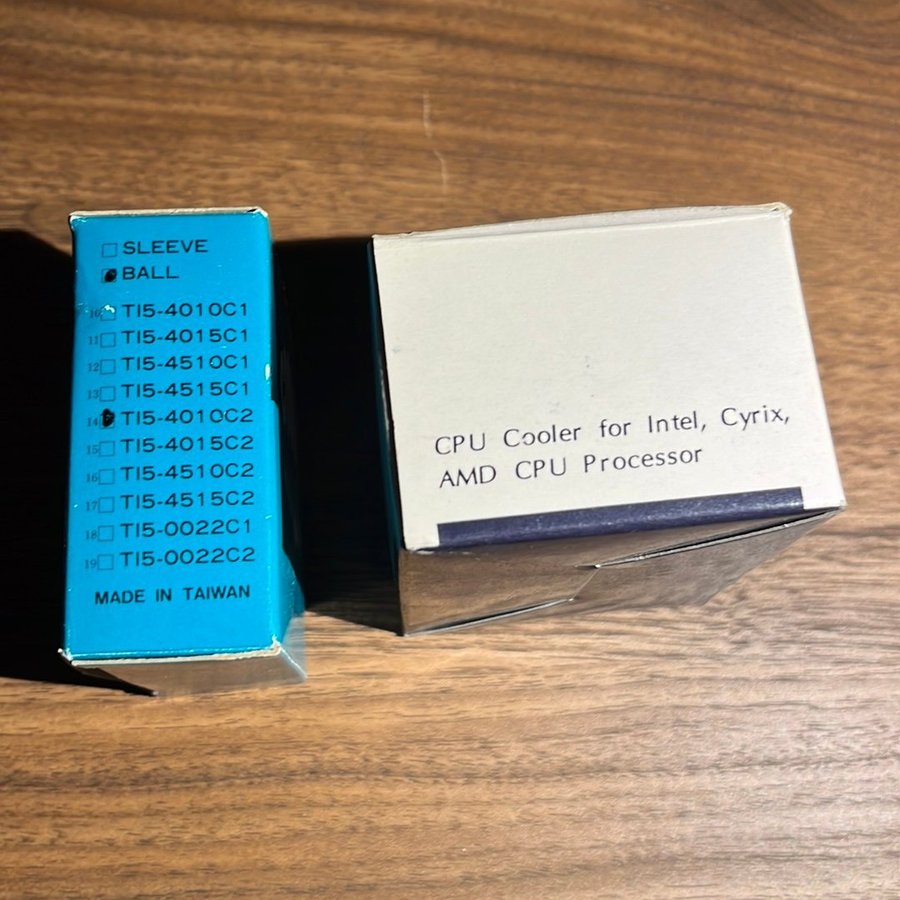 SLEEVE
BALL
10 TI5-4010C1
11 TI5-4015C1
12 TI5-4510C1
13 TI5-4515C1
14 TI5-4010C2
15 TI5-4015C2
16 TI5-4510C2
17 TI5-4515C2
18 TI5-0022C1
19 TI5-0022C2
MADE IN TAIWAN
CPU Cooler for Intel, Cyrix,
AMD CPU Processor